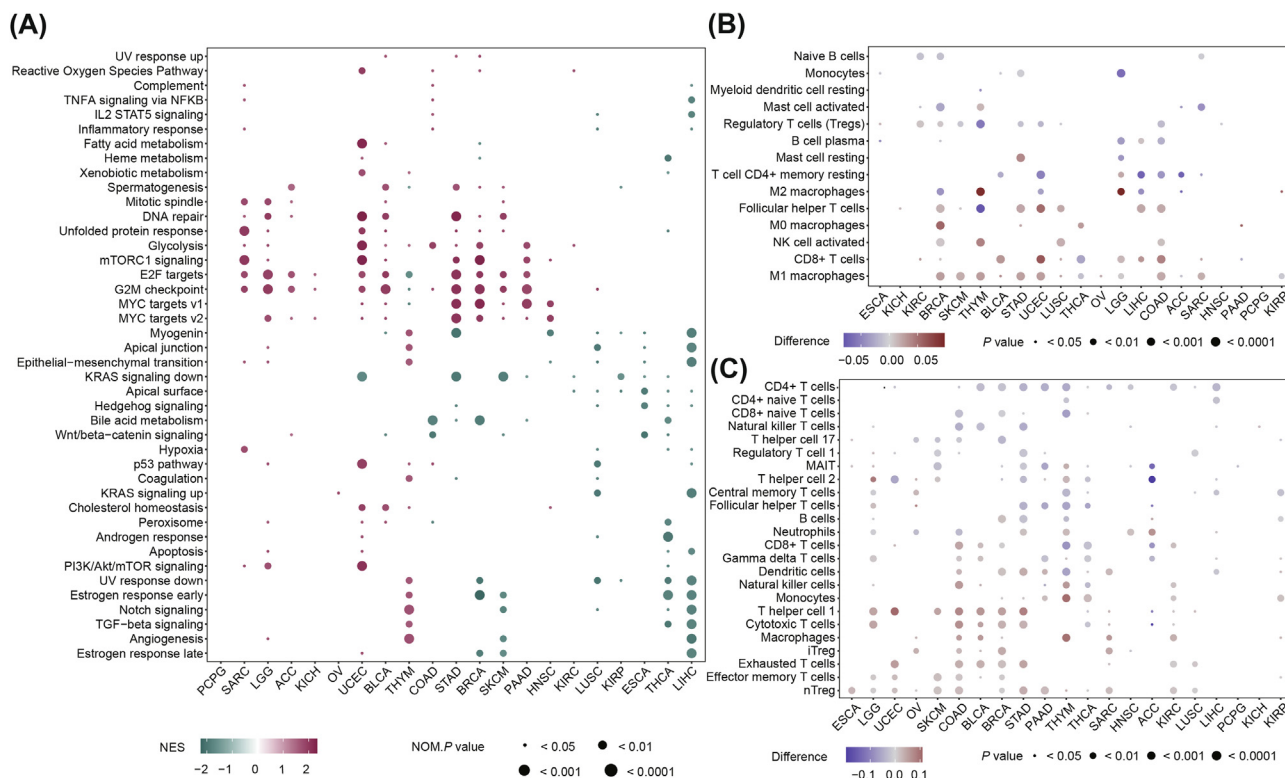 (A)
UV response up
Reactive Oxygen Species Pathway
Complement
TNFA signaling via NFKB
IL2 STAT5 signaling
Inflammatory response
Fatty acid metabolism
Heme metabolism
Xenobiotic metabolism
Spermatogenesis
Mitotic spindle
DNA repair
Unfolded protein response
Glycolysis
mTORC1 signaling
E2F targets
G2M checkpoint
MYC targets v1
MYC targets v2
Myogenin
Apical junction
Epithelial−mesenchymal transition
KRAS signaling down
Apical surface
Hedgehog signaling
Bile acid metabolism
Wnt/beta−catenin signaling
Hypoxia
p53 pathway
Coagulation
KRAS signaling up
Cholesterol homeostasis
Peroxisome
Androgen response
Apoptosis
PI3K/Akt/mTOR signaling
UV response down
Estrogen response early
Notch signaling
TGF−beta signaling
Angiogenesis
Estrogen response late
PCPG SARC LGG ACC KICH OV UCEC BLCA THYM COAD STAD BRCA SKCM PAAD HNSC KIRC LUSC KIRP ESCA THCA LIHC
NES
−2 −1 0 1 2
NOM.P value
< 0.05 < 0.01
< 0.001 < 0.0001
(B)
Naive B cells
Monocytes
Myeloid dendritic cell resting
Mast cell activated
Regulatory T cells (Tregs)
B cell plasma
Mast cell resting
T cell CD4+ memory resting
M2 macrophages
Follicular helper T cells
M0 macrophages
NK cell activated
CD8+ T cells
M1 macrophages
ESCA KICH KIRC BRCA SKCM THYM BLCA STAD UCEC LUSC THCA OV LGG LIHC COAD ACC SARC HNSC PAAD PCPG KIRP
Difference
−0.05 0.00 0.05
P value < 0.05 < 0.01 < 0.001 < 0.0001
(C)
CD4+ T cells
CD4+ naive T cells
CD8+ naive T cells
Natural killer T cells
T helper cell 17
Regulatory T cell 1
MAIT
T helper cell 2
Central memory T cells
Follicular helper T cells
B cells
Neutrophils
CD8+ T cells
Gamma delta T cells
Dendritic cells
Natural killer cells
Monocytes
T helper cell 1
Cytotoxic T cells
Macrophages
iTreg
Exhausted T cells
Effector memory T cells
nTreg
ESCA LGG UCEC OV SKCM COAD BLCA BRCA STAD PAAD THYM THCA SARC HNSC ACC KIRC LUSC LIHC PCPG KICH KIRP
Difference
−0.1 0.0 0.1
P value < 0.05 < 0.01 < 0.001 < 0.0001